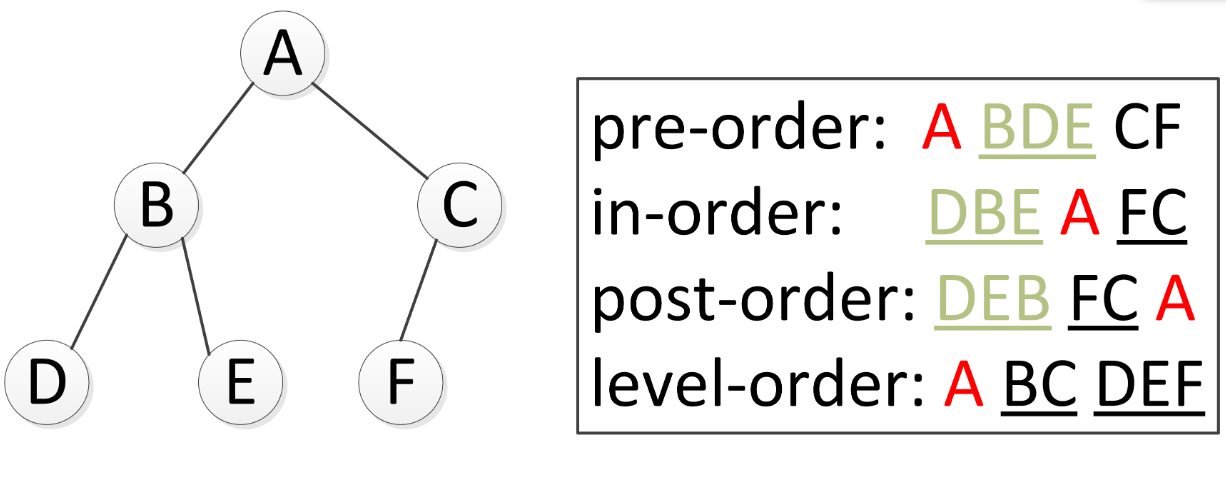 A
B C
D E F
pre-order: A BDE CF
in-order: DBE A FC
post-order: DEB FC A
level-order: A BC DEF